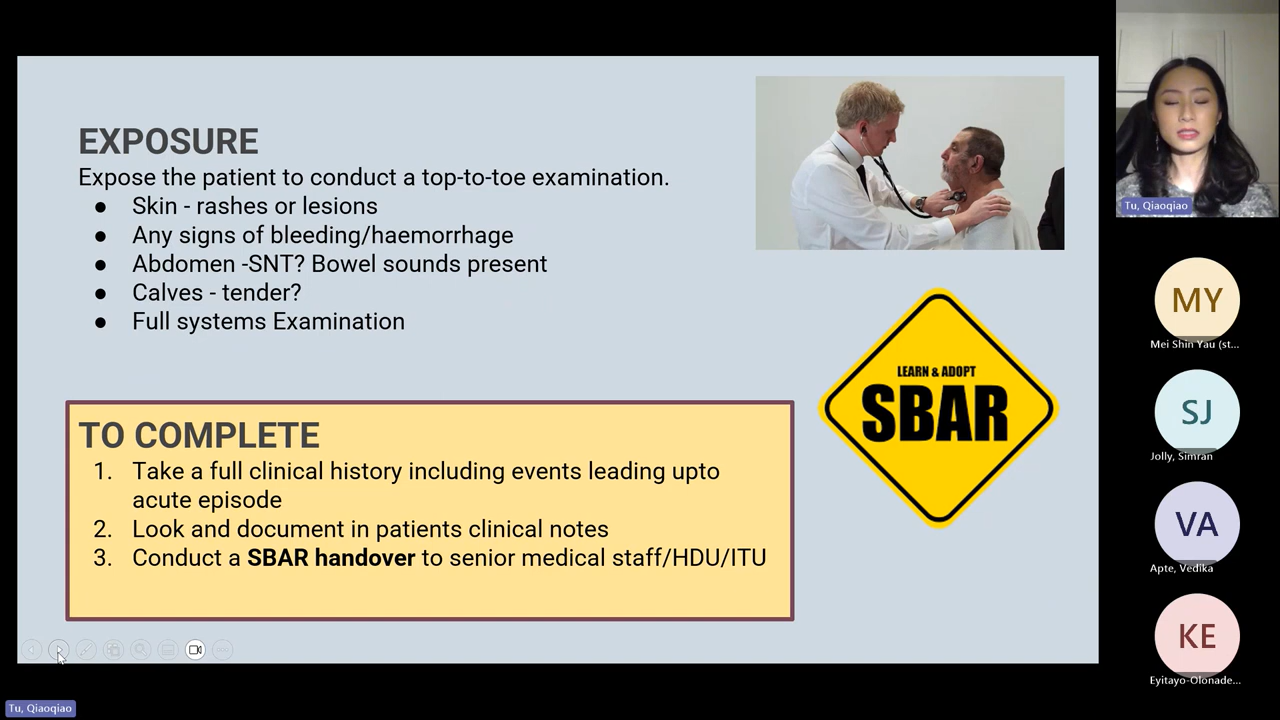 EXPOSURE
Expose the patient to conduct a top-to-toe examination.
● Skin - rashes or lesions
● Any signs of bleeding/haemorrhage
● Abdomen -SNT? Bowel sounds present
● Calves - tender?
● Full systems Examination
LEARN & ADOPT
SBAR
TO COMPLETE
1. Take a full clinical history including events leading upto
acute episode
2. Look and document in patients clinical notes
3. Conduct a SBAR handover to senior medical staff/HDU/ITU
Tu, Qiaoqiao
MY
Mei Shin Yau (st...
SJ
Jolly, Simran
VA
Apte, Vedika
KE
Eyitayo-Olonade...
Tu, Qiaoqiao